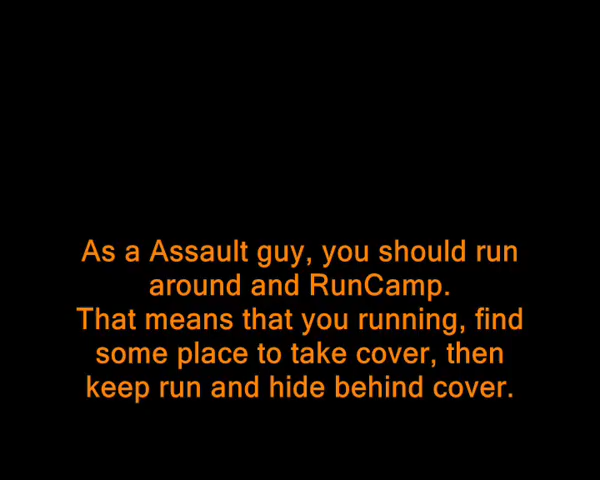 As a Assault guy, you should run
around and RunCamp.
That means that you running, find
some place to take cover, then
keep run and hide behind cover.